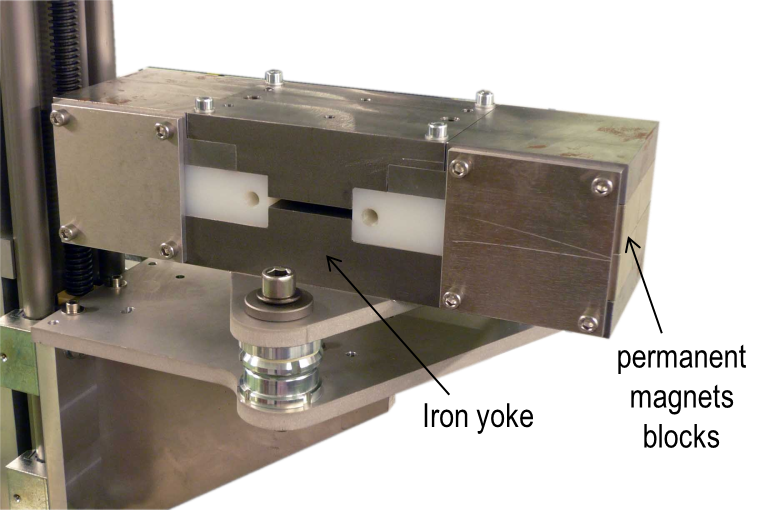 permanent
magnets
blocks
Iron yoke